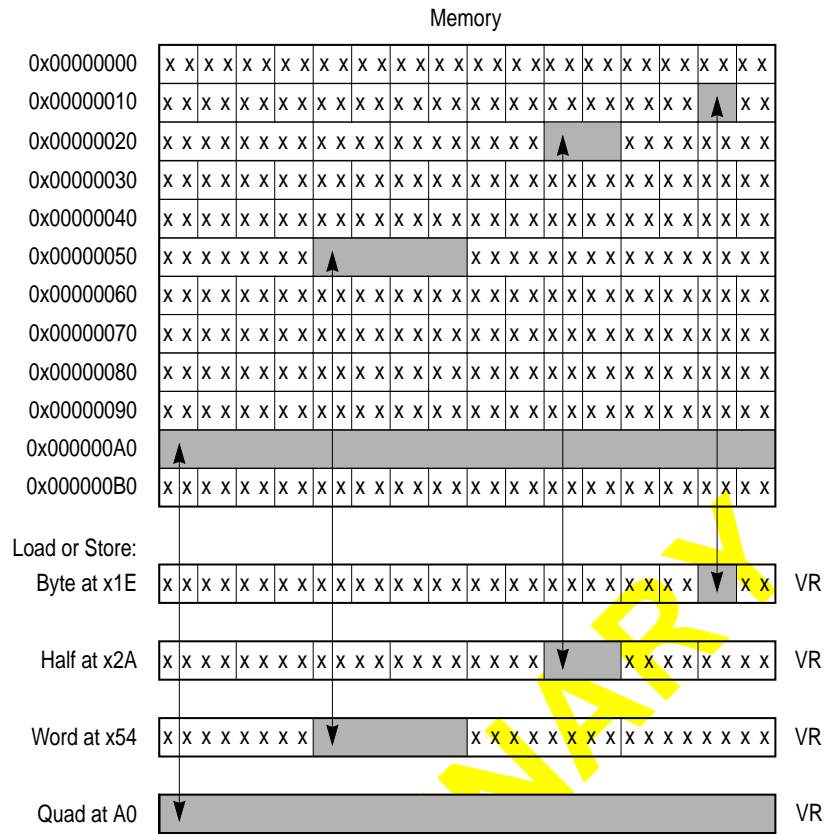 Memory
0x00000000 x x x x x x x x x x x x x x x x x x x x x x x x x x x x x x x x
0x00000010 x x x x x x x x x x x x x x x x x x x x x x x x x x x x x x
0x00000020 x x x x x x x x x x x x x x x x x x x x x x x x x x x x
0x00000030 x x x x x x x x x x x x x x x x x x x x x x x x x x x x x x x x
0x00000040 x x x x x x x x x x x x x x x x x x x x x x x x x x x x x x x x
0x00000050 x x x x x x x x x x x x x x x x x x x x x x x x
0x00000060 x x x x x x x x x x x x x x x x x x x x x x x x x x x x x x x x
0x00000070 x x x x x x x x x x x x x x x x x x x x x x x x x x x x x x x x
0x00000080 x x x x x x x x x x x x x x x x x x x x x x x x x x x x x x x x
0x00000090 x x x x x x x x x x x x x x x x x x x x x x x x x x x x x x x x
0x000000A0
0x000000B0 x x x x x x x x x x x x x x x x x x x x x x x x x x x x x x x x
Load or Store:
Byte at x1E x x x x x x x x x x x x x x x x x x x x x x x x x x x x x x VR
Half at x2A x x x x x x x x x x x x x x x x x x x x x x x x x x x x VR
Word at x54 x x x x x x x x x x x x x x x x x x x x x x x x VR
Quad at A0 VR
NARY